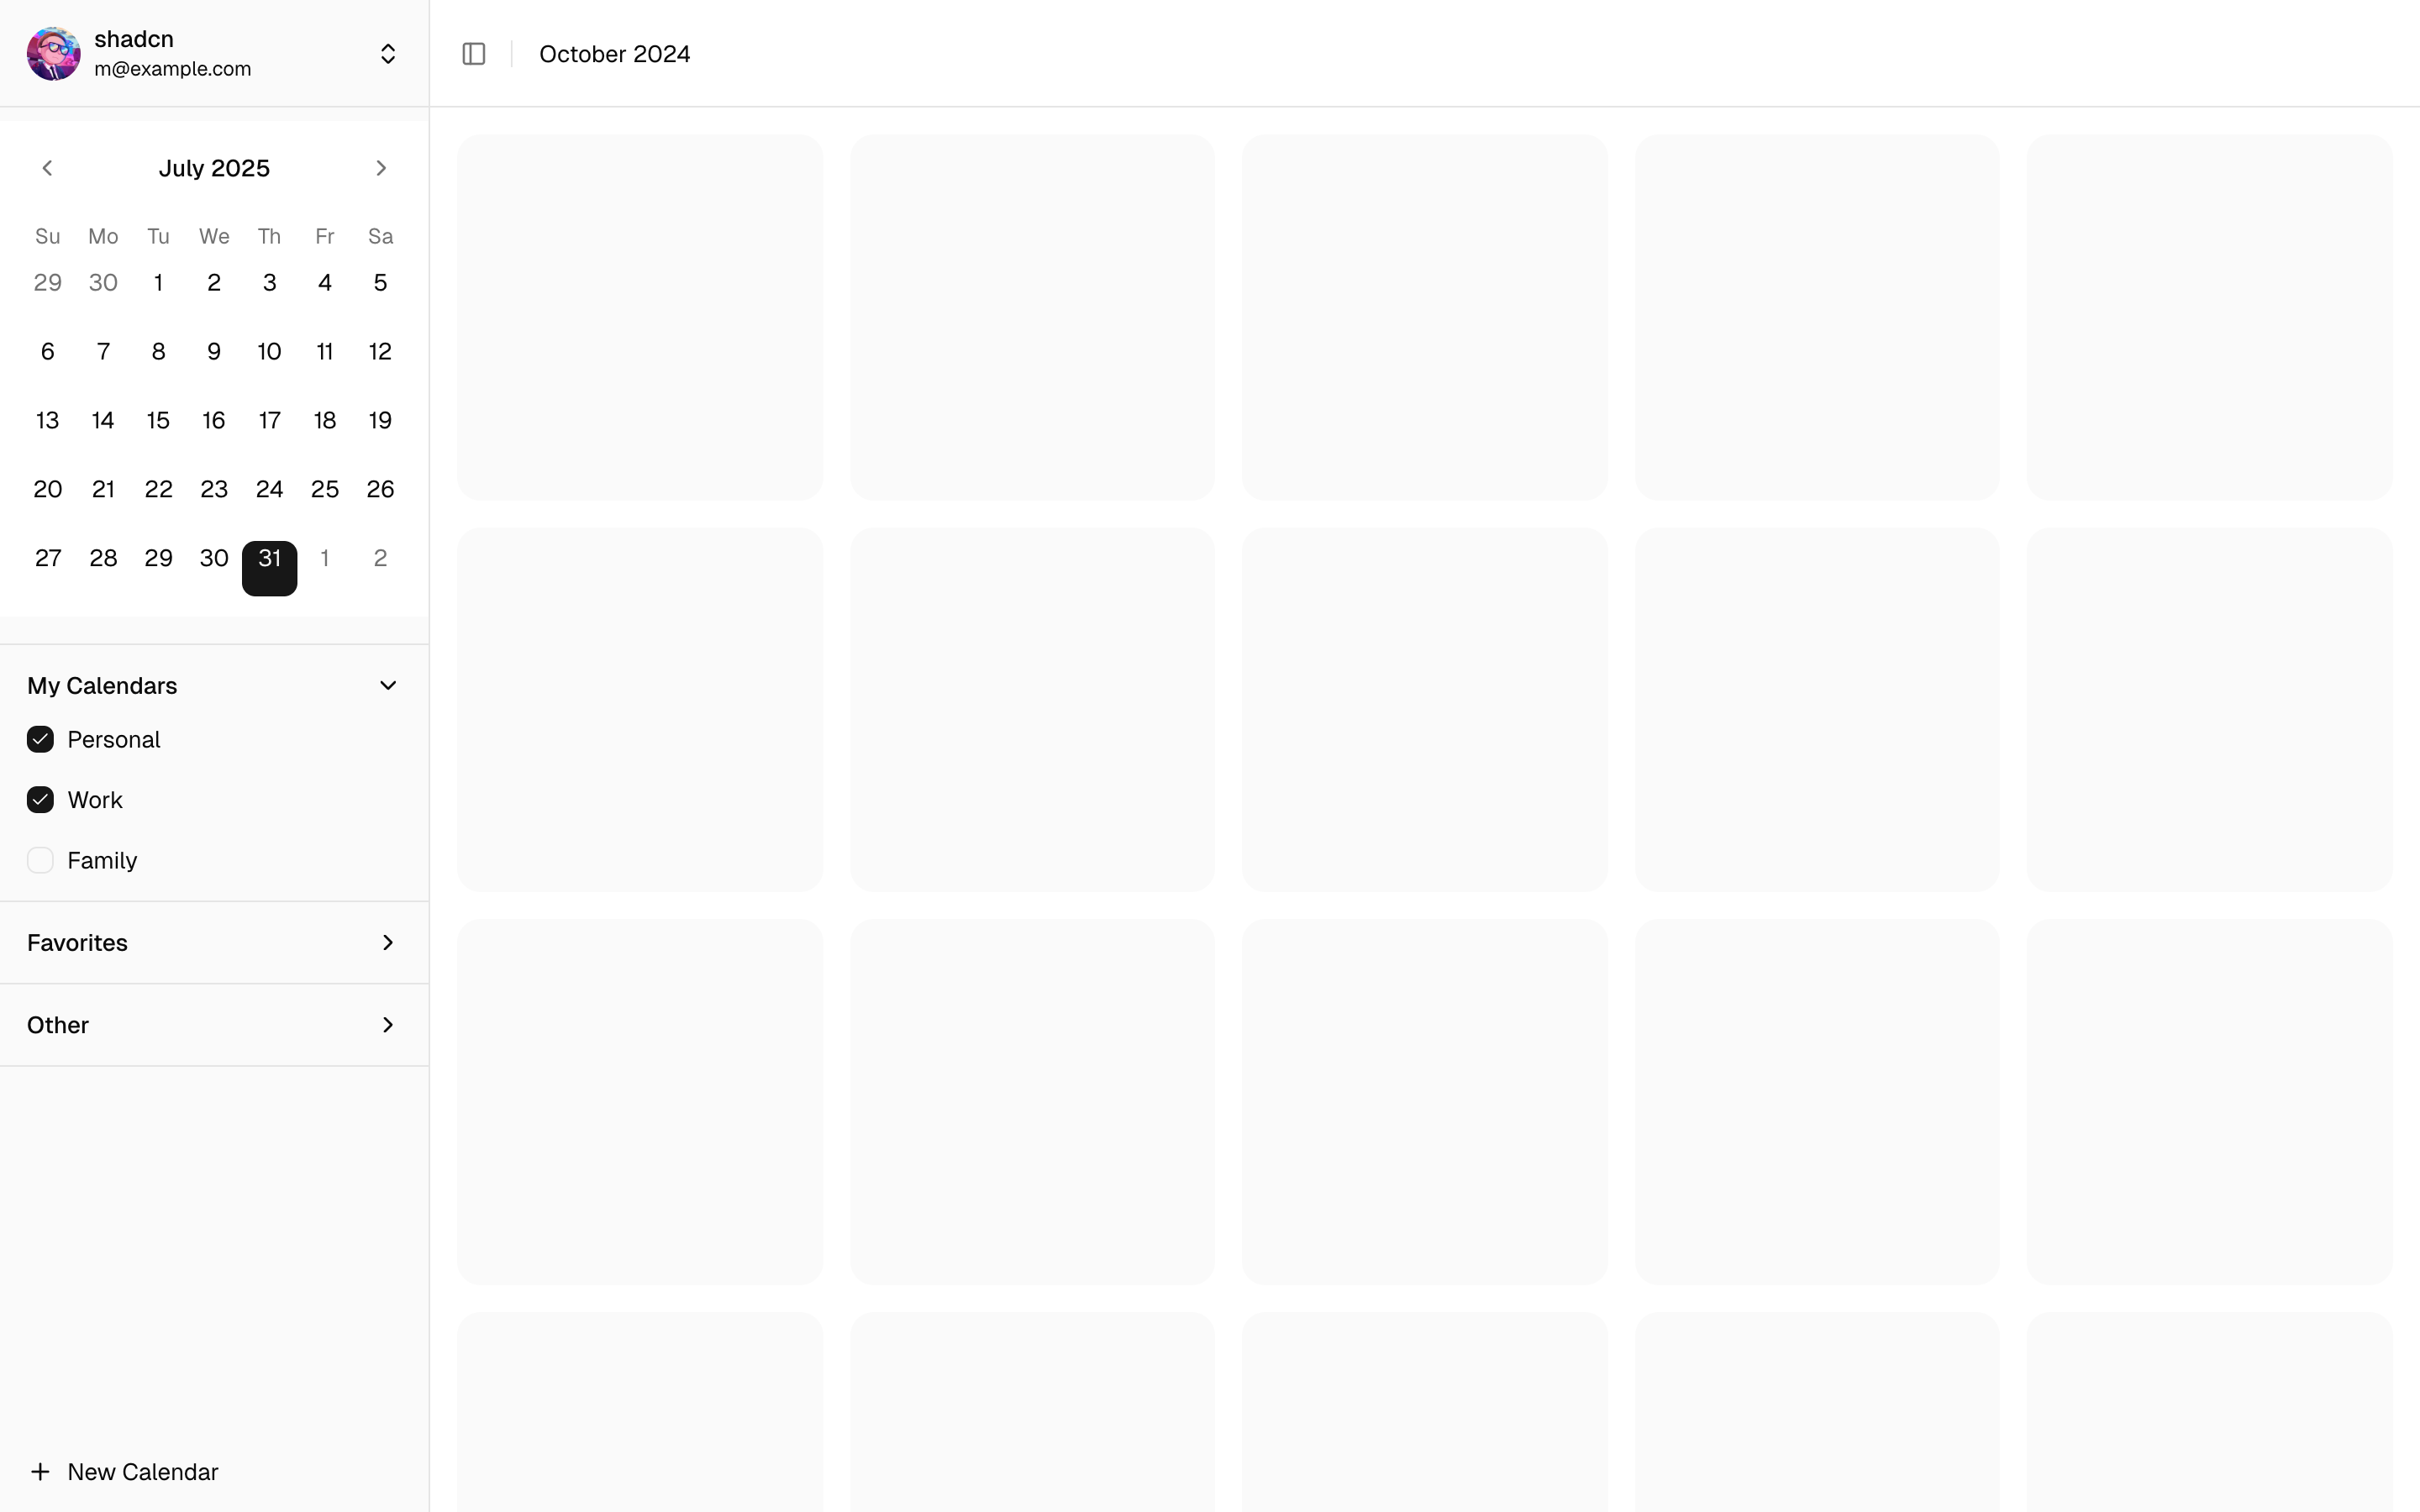 shadcn
m@example.com
October 2024
July 2025
Su Mo Tu We Th Fr Sa
29 30 1 2 3 4 5
6 7 8 9 10 11 12
13 14 15 16 17 18 19
20 21 22 23 24 25 26
27 28 29 30 31 1 2
My Calendars
Personal
Work
Family
Favorites
Other
New Calendar